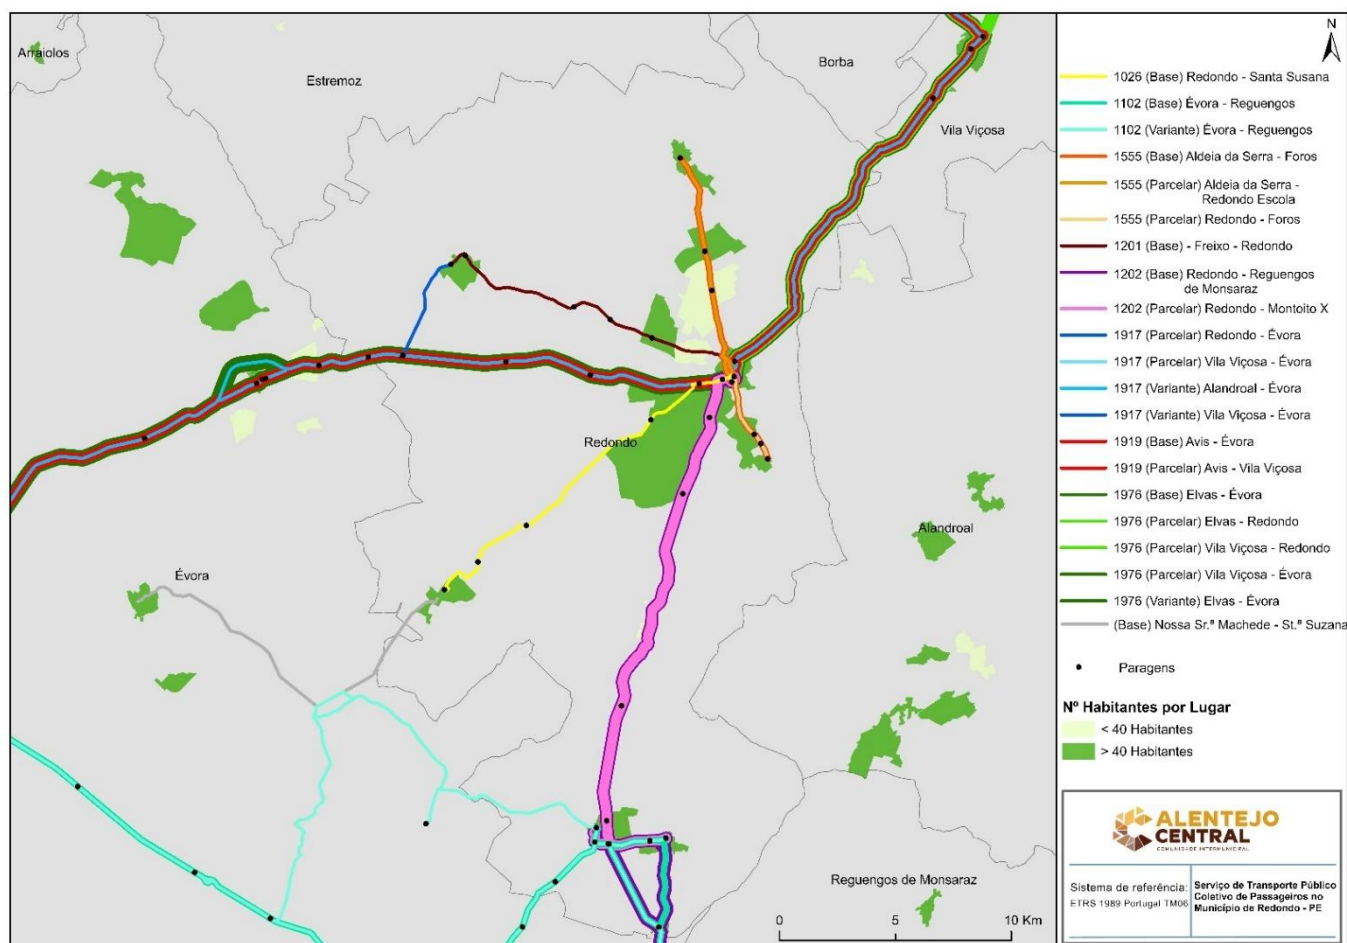 Arraiolos
Estremoz
Borba
Vila Viçosa
Redondo
Alandroal
Évora
Reguengos de Monsaraz
0 5 10 Km
N
1026 (Base) Redondo - Santa Susana
1102 (Base) Évora - Reguengos
1102 (Variante) Évora - Reguengos
1555 (Base) Aldeia da Serra - Foros
1555 (Parcelar) Aldeia da Serra -
Redondo Escola
1555 (Parcelar) Redondo - Foros
1201 (Base) - Freixo - Redondo
1202 (Base) Redondo - Reguengos
de Monsaraz
1202 (Parcelar) Redondo - Montoito X
1917 (Parcelar) Redondo - Évora
1917 (Parcelar) Vila Viçosa - Évora
1917 (Variante) Alandroal - Évora
1917 (Variante) Vila Viçosa - Évora
1919 (Base) Avis - Évora
1919 (Parcelar) Avis - Vila Viçosa
1976 (Base) Elvas - Évora
1976 (Parcelar) Elvas - Redondo
1976 (Parcelar) Vila Viçosa - Redondo
1976 (Parcelar) Vila Viçosa - Évora
1976 (Variante) Elvas - Évora
(Base) Nossa Sr.ª Machede - St.ª Suzana
Paragens
Nº Habitantes por Lugar
< 40 Habitantes
> 40 Habitantes
ALENTEJO
CENTRAL
COMUNIDADE INTERMUNICIPAL
Sistema de referência:
ETRS 1989 Portugal TM06
Serviço de Transporte Público
Coletivo de Passageiros no
Município de Redondo - PE